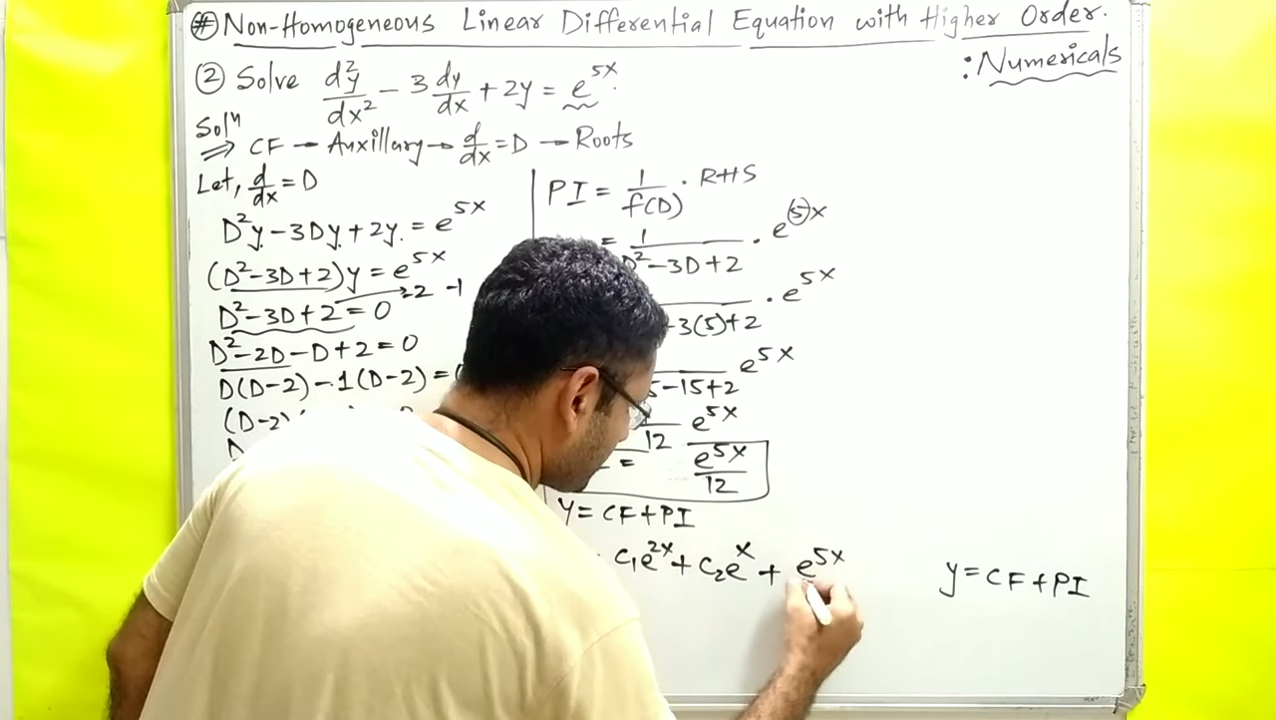 # Non-Homogeneous Linear Differential Equation with Higher Order.
: Numericals
② Solve d²y/dx² - 3 dy/dx + 2y = e^5x.
Solⁿ
⇒ CF → Auxillary → d/dx = D → Roots
Let, d/dx = D
D²y - 3Dy + 2y = e^5x
(D² - 3D + 2)y = e^5x
D² - 3D + 2 = 0 → -2 -1
D² - 2D - D + 2 = 0
D(D-2) - 1(D-2) =
(D-2)
PI = 1/f(D) . RHS
= 1/D² - 3D + 2 . e^(5)x
-3(5)+2 . e^5x
-15+2 e^5x
12 e^5x
= e^5x/12
y = CF + PI
C₁e^2x + C₂e^x + e^5x
y = CF + PI